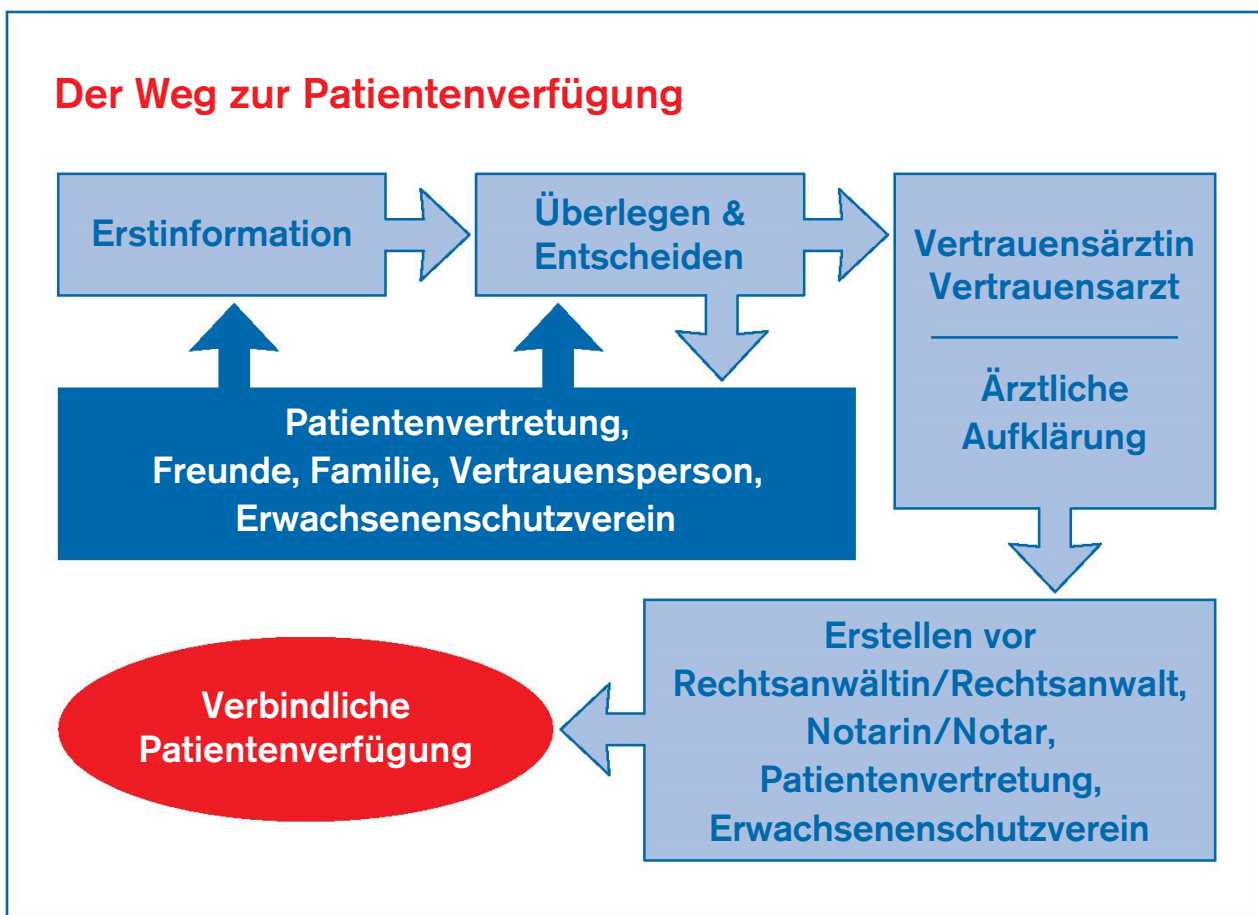 Der Weg zur Patientenverfügung
Erstinformation
Überlegen &
Entscheiden
Vertrauensärztin
Vertrauensarzt
Ärztliche
Aufklärung
Patientenvertretung,
Freunde, Familie, Vertrauensperson,
Erwachsenenschutzverein
Erstellen vor
Rechtsanwältin/Rechtsanwalt,
Notarin/Notar,
Patientenvertretung,
Erwachsenenschutzverein
Verbindliche
Patientenverfügung